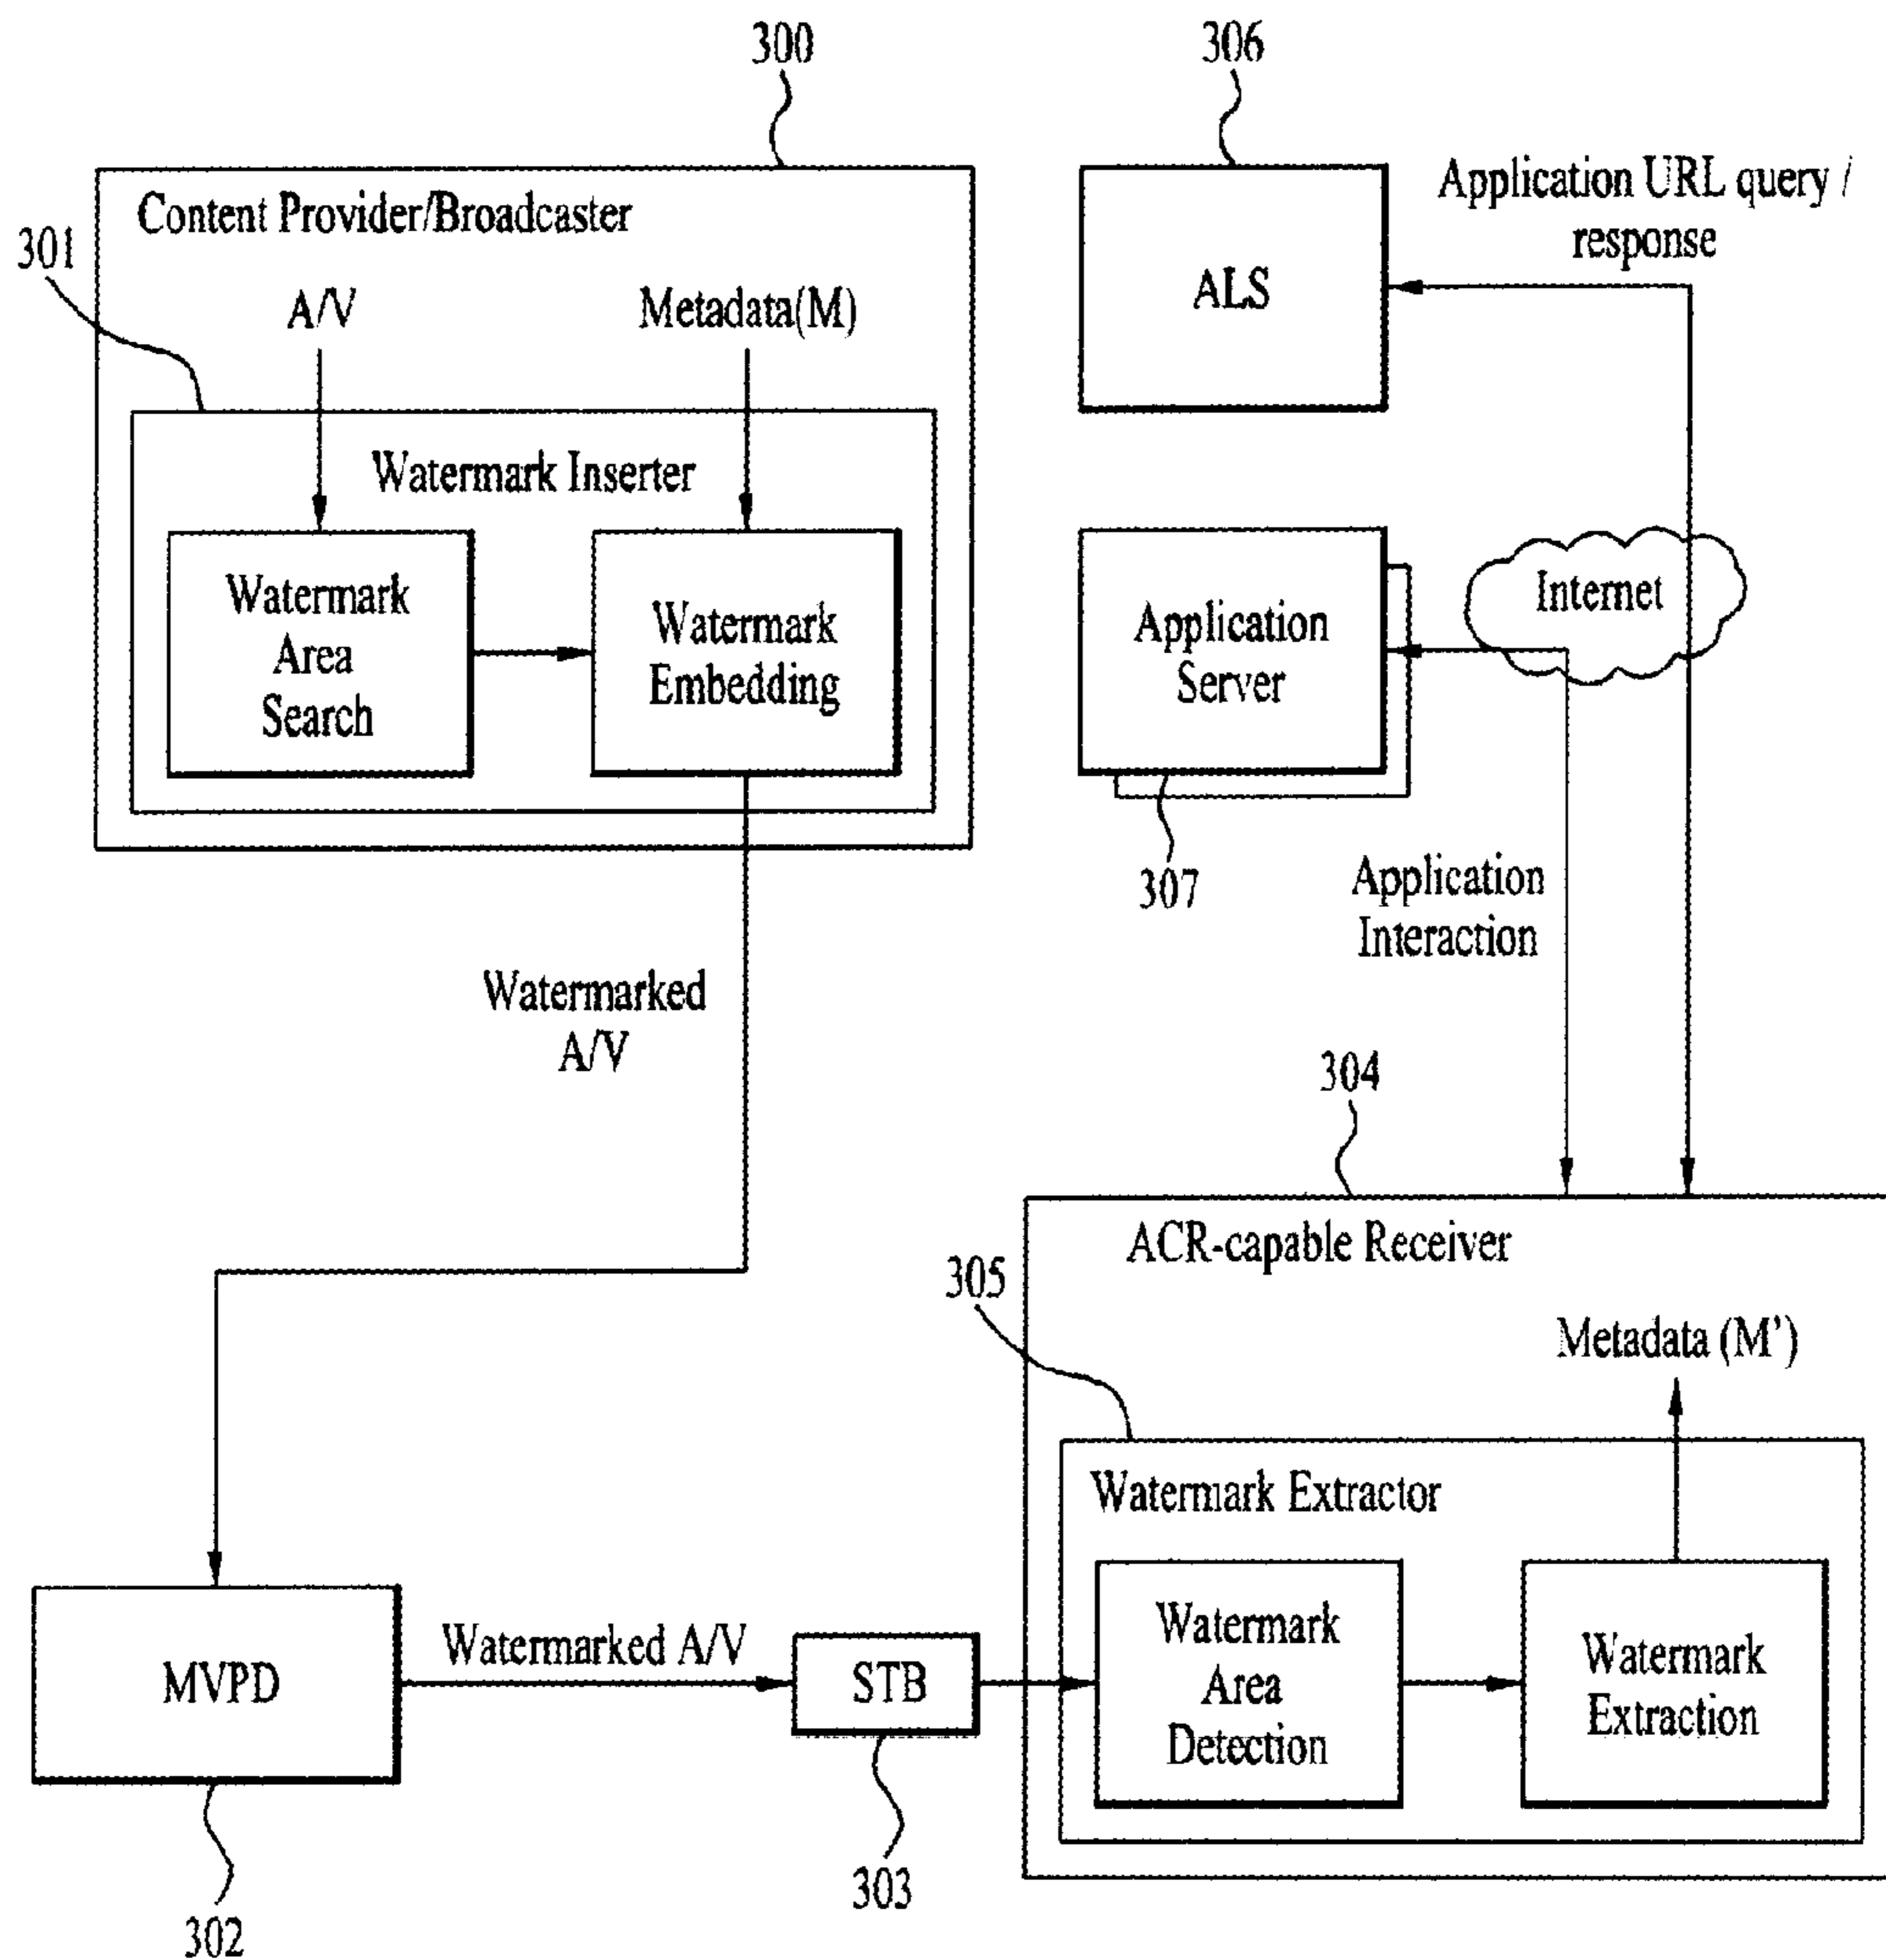 300
306
Content Provider/Broadcaster
Application URL query /
response
301
A/V
Metadata(M)
ALS
Watermark Inserter
Watermark
Area
Search
Watermark
Embedding
Application
Server
Internet
307
Application
Interaction
Watermarked
A/V
304
ACR-capable Receiver
305
Metadata (M’)
Watermark Extractor
MVPD
Watermarked A/V
STB
Watermark
Area
Detection
Watermark
Extraction
303
302